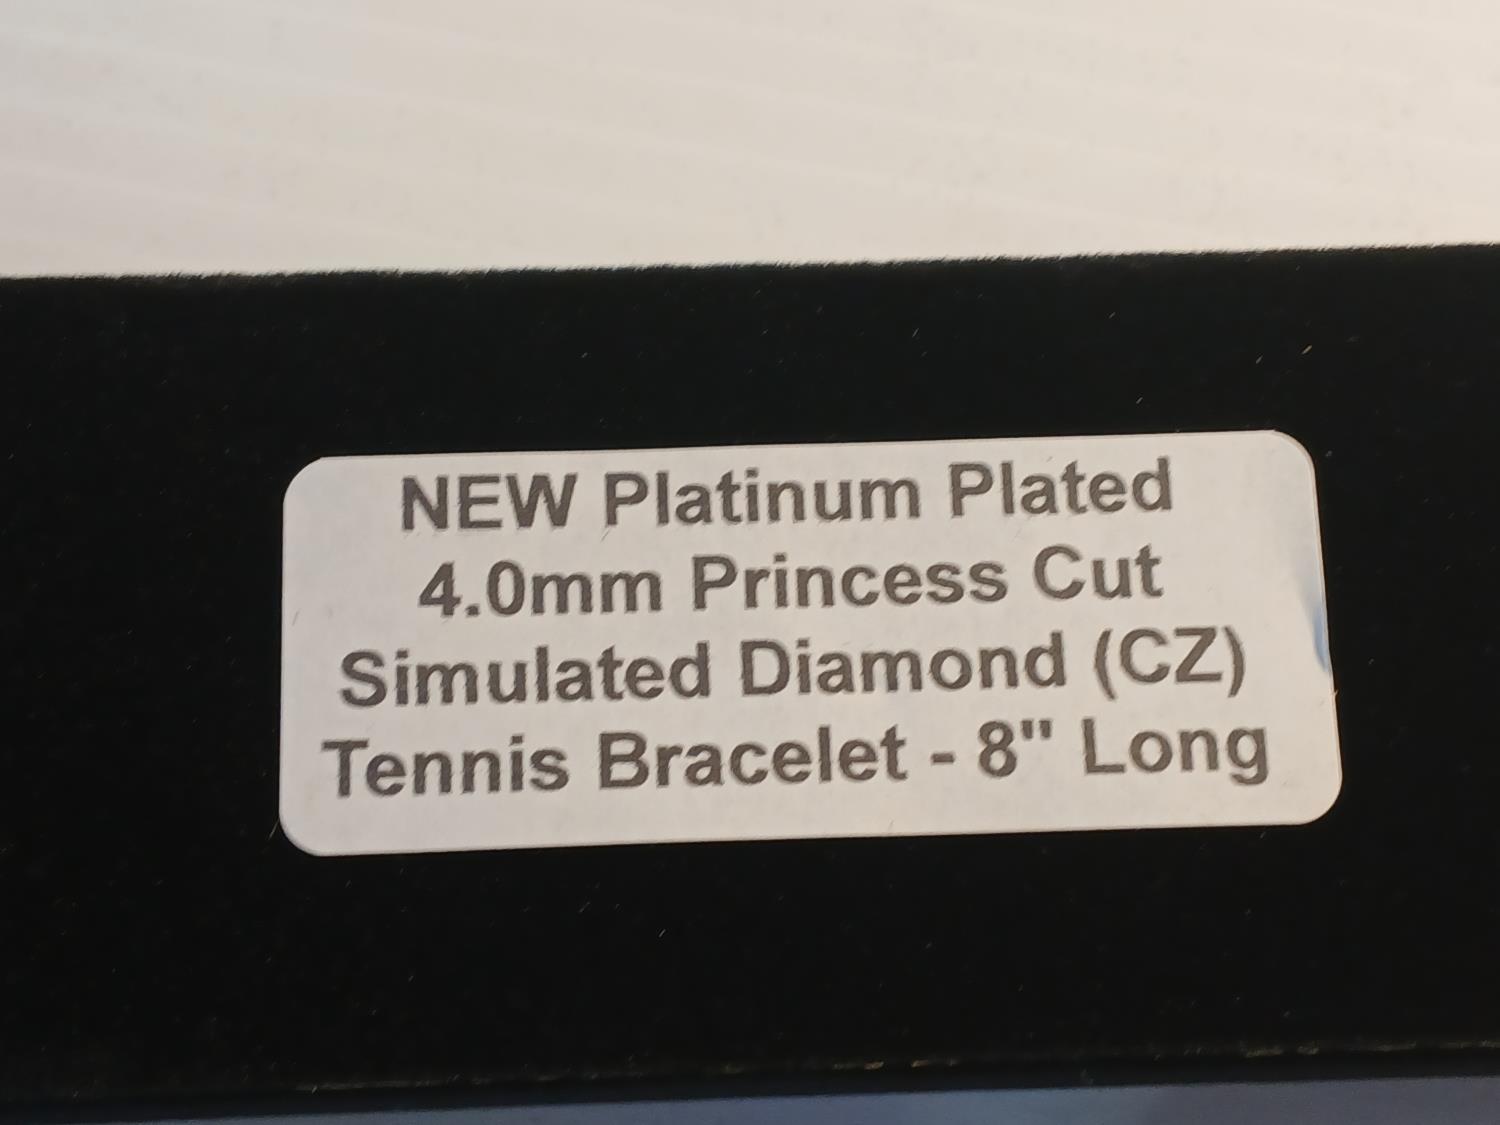 NEW Platinum Plated
4.0mm Princess Cut
Simulated Diamond (CZ)
Tennis Bracelet - 8" Long